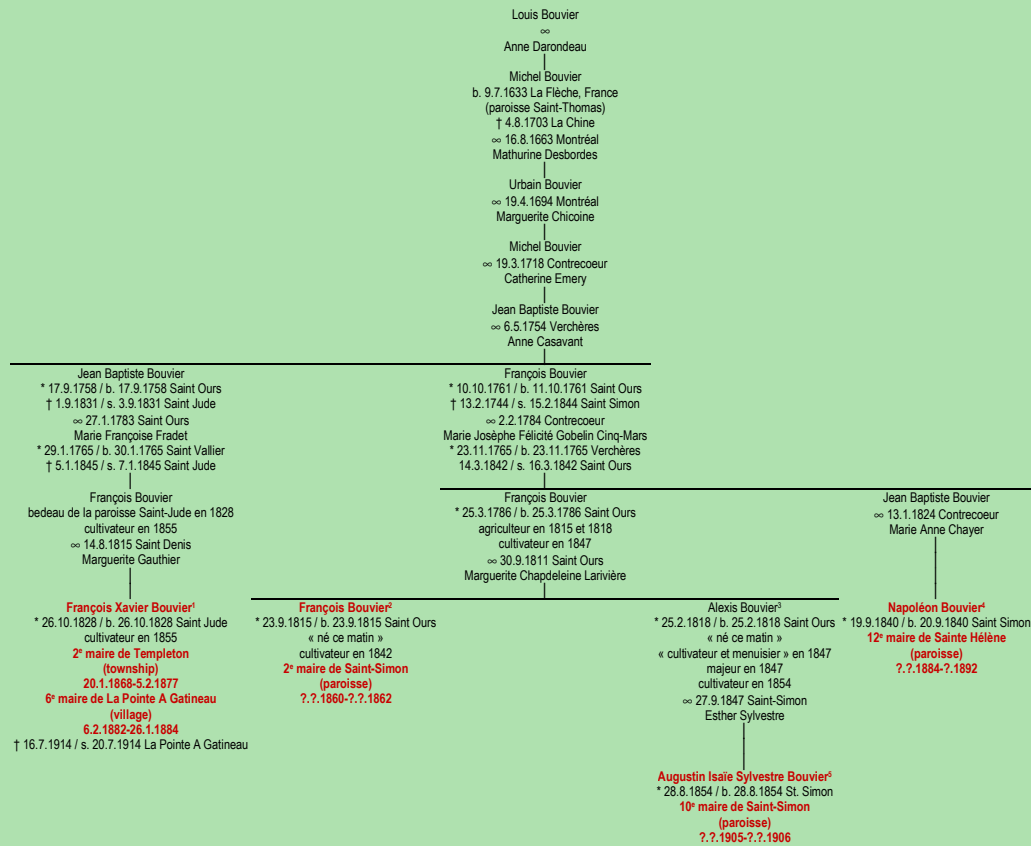 Louis Bouvier
∞
Anne Darondeau
Michel Bouvier
b. 9.7.1633 La Flèche, France
(paroisse Saint-Thomas)
† 4.8.1703 La Chine
∞ 16.8.1663 Montréal
Mathurine Desbordes
Urbain Bouvier
∞ 19.4.1694 Montréal
Marguerite Chicoine
Michel Bouvier
∞ 19.3.1718 Contrecoeur
Catherine Emery
Jean Baptiste Bouvier
∞ 6.5.1754 Verchères
Anne Casavant
Jean Baptiste Bouvier
* 17.9.1758 / b. 17.9.1758 Saint Ours
† 1.9.1831 / s. 3.9.1831 Saint Jude
∞ 27.1.1783 Saint Ours
Marie Françoise Fradet
* 29.1.1765 / b. 30.1.1765 Saint Vallier
† 5.1.1845 / s. 7.1.1845 Saint Jude
François Bouvier
* 10.10.1761 / b. 11.10.1761 Saint Ours
† 13.2.1744 / s. 15.2.1844 Saint Simon
∞ 2.2.1784 Contrecoeur
Marie Josèphe Félicité Gobelin Cinq-Mars
* 23.11.1765 / b. 23.11.1765 Verchères
14.3.1842 / s. 16.3.1842 Saint Ours
François Bouvier
bedeau de la paroisse Saint-Jude en 1828
cultivateur en 1855
∞ 14.8.1815 Saint Denis
Marguerite Gauthier
François Bouvier
* 25.3.1786 / b. 25.3.1786 Saint Ours
agriculteur en 1815 et 1818
cultivateur en 1847
∞ 30.9.1811 Saint Ours
Marguerite Chapdeleine Larivière
Jean Baptiste Bouvier
∞ 13.1.1824 Contrecoeur
Marie Anne Chayer
François Xavier Bouvier¹
* 26.10.1828 / b. 26.10.1828 Saint Jude
cultivateur en 1855
2e maire de Templeton
(township)
20.1.1868-5.2.1877
6e maire de La Pointe A Gatineau
(village)
6.2.1882-26.1.1884
† 16.7.1914 / s. 20.7.1914 La Pointe A Gatineau
François Bouvier²
* 23.9.1815 / b. 23.9.1815 Saint Ours
« né ce matin »
cultivateur en 1842
2e maire de Saint-Simon
(paroisse)
?.?.1860-?.?.1862
Alexis Bouvier³
* 25.2.1818 / b. 25.2.1818 Saint Ours
« né ce matin »
« cultivateur et menuisier » en 1847
majeur en 1847
cultivateur en 1854
∞ 27.9.1847 Saint-Simon
Esther Sylvestre
Napoléon Bouvier⁴
* 19.9.1840 / b. 20.9.1840 Saint Simon
12e maire de Sainte Hélène
(paroisse)
?.?.1884-?.1892
Augustin Isaïe Sylvestre Bouvier⁵
* 28.8.1854 / b. 28.8.1854 St. Simon
10e maire de Saint-Simon
(paroisse)
?.?.1905-?.?.1906